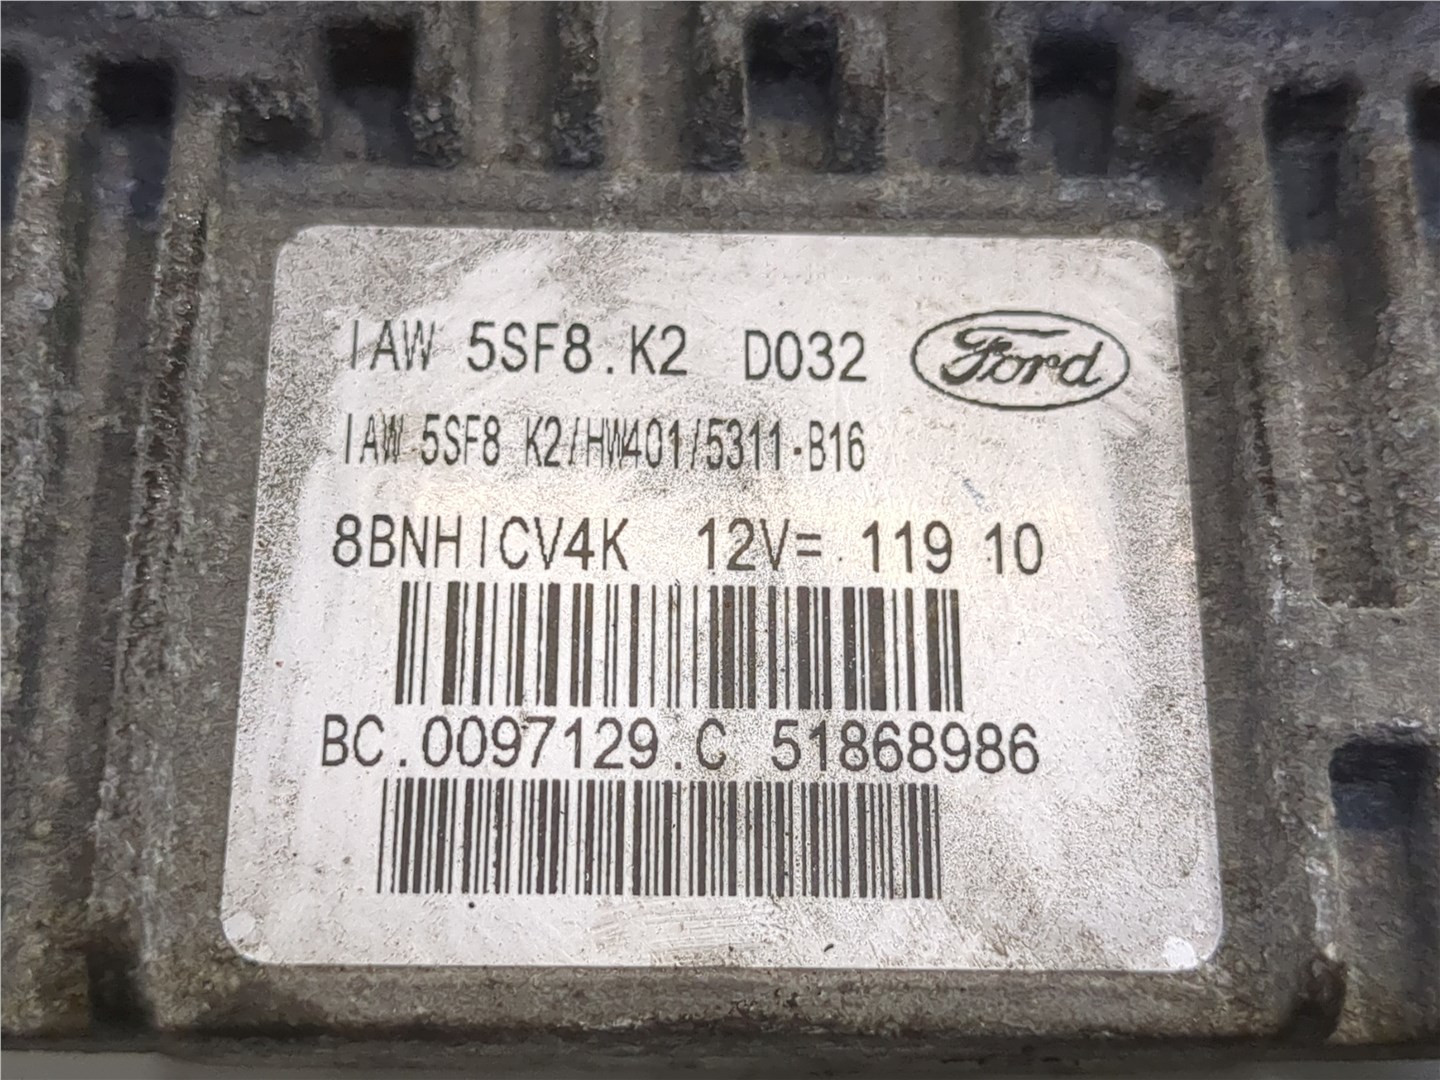 IAW 5SF8.K2 D032 Ford
IAW 5SF8 K2/HW401/5311-B16
8BNHICV4K 12V= 119 10
BC.0097129.C 51868986